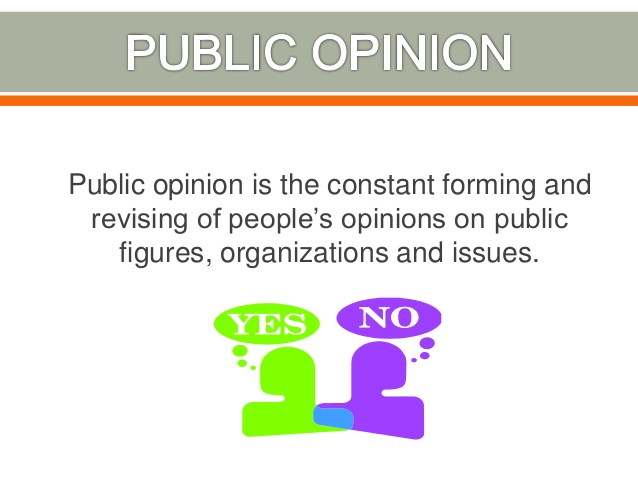 PUBLIC OPINION
Public opinion is the constant forming and
revising of people’s opinions on public
figures, organizations and issues.
YES
NO